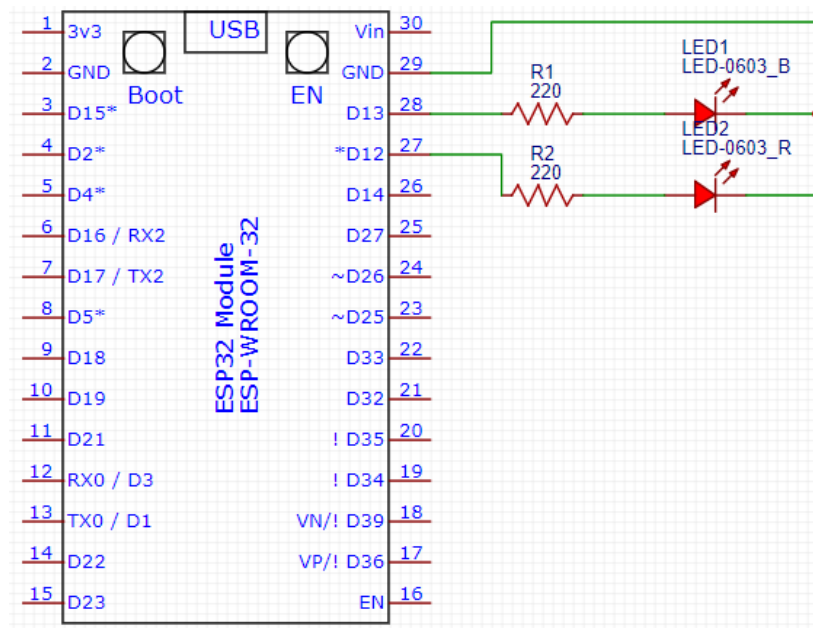 USB
Boot
EN
1 3v3
2 GND
3 D15*
4 D2*
5 D4*
6 D16 / RX2
7 D17 / TX2
8 D5*
9 D18
10 D19
11 D21
12 RX0 / D3
13 TX0 / D1
14 D22
15 D23
ESP32 Module
ESP-WROOM-32
Vin 30
GND 29
D13 28
*D12 27
D14 26
D27 25
~D26 24
~D25 23
D33 22
D32 21
! D35 20
! D34 19
VN/! D39 18
VP/! D36 17
EN 16
R1
220
R2
220
LED1
LED-0603_B
LED2
LED-0603_R